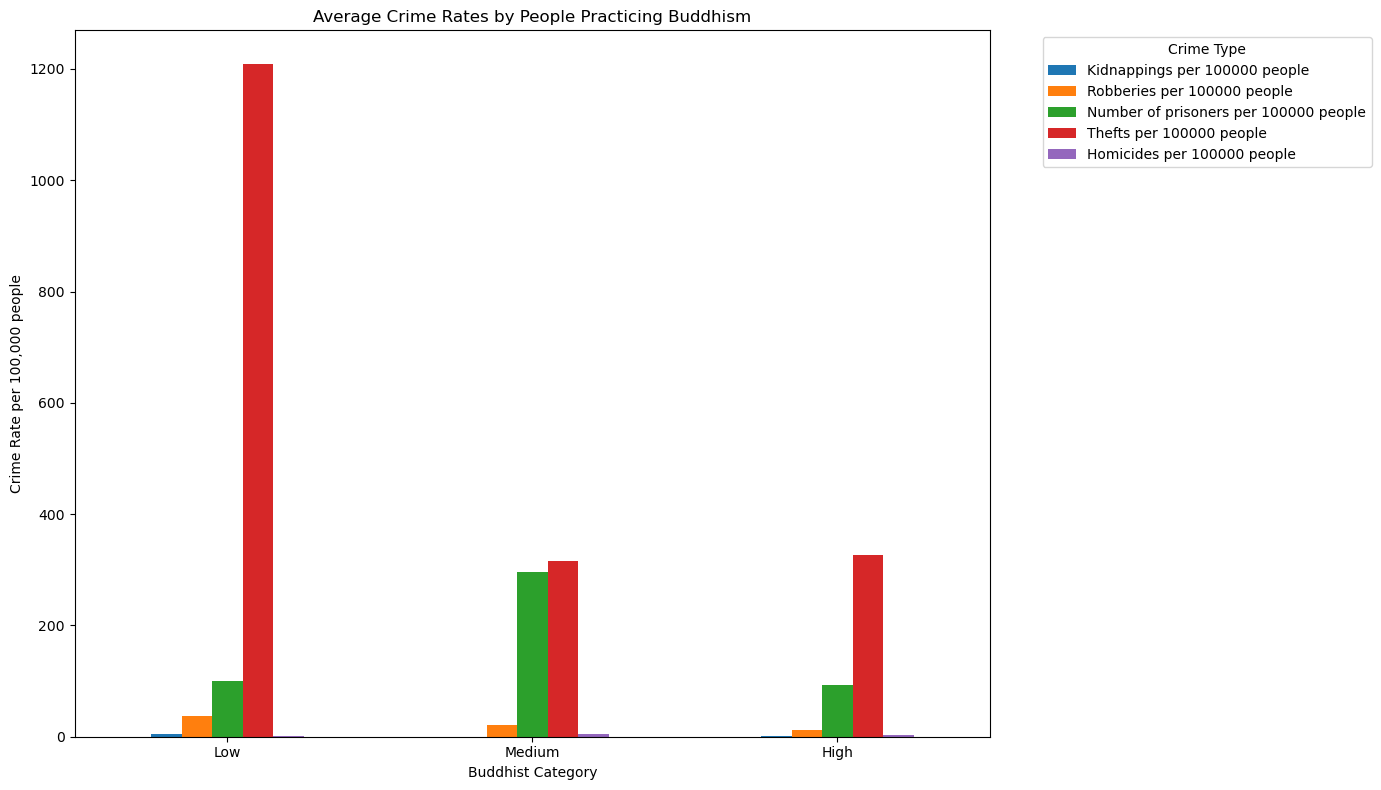 Average Crime Rates by People Practicing Buddhism
Crime Type
Kidnappings per 100000 people
Robberies per 100000 people
Number of prisoners per 100000 people
Thefts per 100000 people
Homicides per 100000 people
Crime Rate per 100,000 people
1200
1000
800
600
400
200
0
Low
Medium
High
Buddhist Category